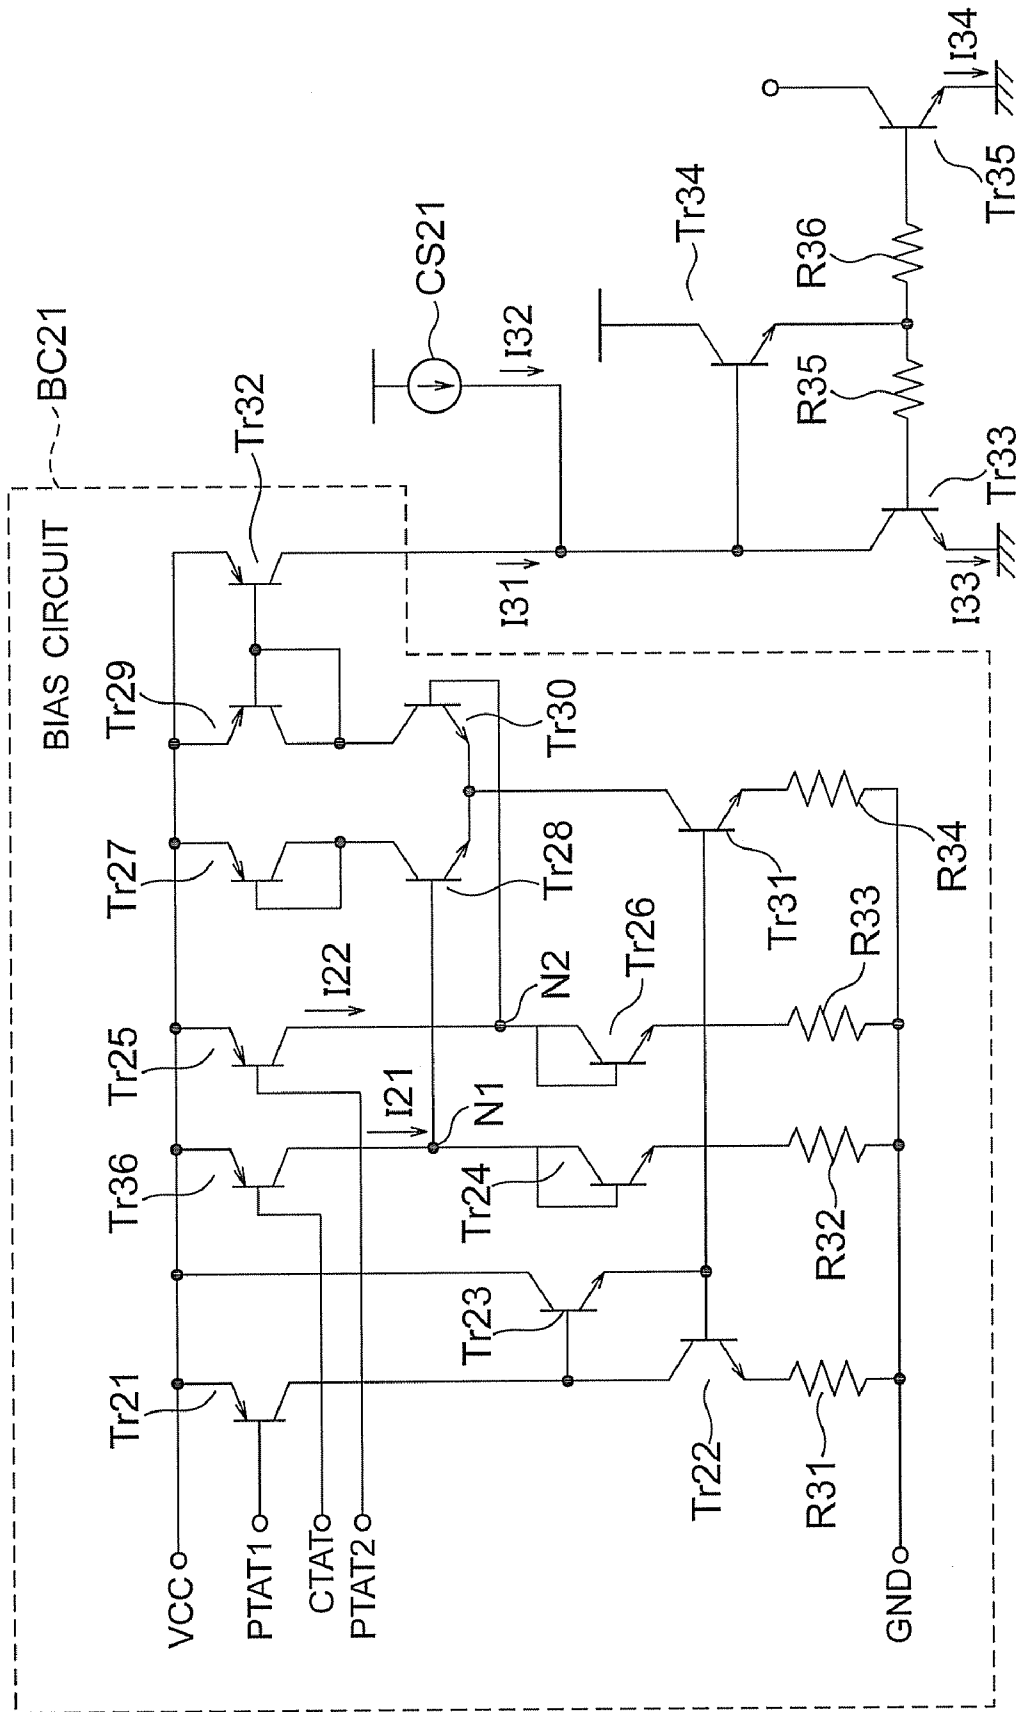 BIAS CIRCUIT
BC21
VCC
PTAT1
CTAT
PTAT2
GND
Tr21
Tr36
Tr25
Tr27
Tr29
Tr32
I21
I22
N1
N2
Tr23
Tr24
Tr26
Tr28
Tr30
Tr22
Tr31
R31
R32
R33
R34
I31
I32
CS21
Tr34
R35
R36
Tr33
Tr35
I33
I34